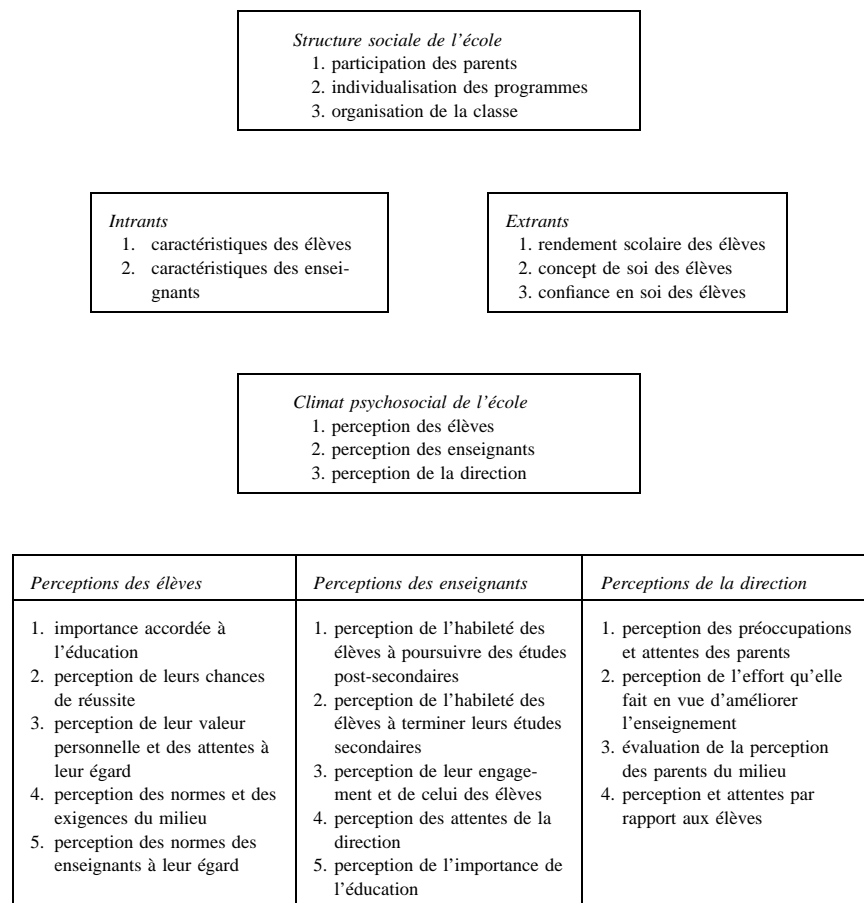 Structure sociale de l'école
1. participation des parents
2. individualisation des programmes
3. organisation de la classe
Intrants
1. caractéristiques des élèves
2. caractéristiques des ensei-
gnants
Extrants
1. rendement scolaire des élèves
2. concept de soi des élèves
3. confiance en soi des élèves
Climat psychosocial de l'école
1. perception des élèves
2. perception des enseignants
3. perception de la direction
Perceptions des élèves
1. importance accordée à
l'éducation
2. perception de leurs chances
de réussite
3. perception de leur valeur
personnelle et des attentes à
leur égard
4. perception des normes et des
exigences du milieu
5. perception des normes des
enseignants à leur égard
Perceptions des enseignants
1. perception de l'habileté des
élèves à poursuivre des études
post-secondaires
2. perception de l'habileté des
élèves à terminer leurs études
secondaires
3. perception de leur engage-
ment et de celui des élèves
4. perception des attentes de la
direction
5. perception de l'importance de
l'éducation
Perceptions de la direction
1. perception des préoccupations
et attentes des parents
2. perception de l'effort qu'elle
fait en vue d'améliorer
l'enseignement
3. évaluation de la perception
des parents du milieu
4. perception et attentes par
rapport aux élèves